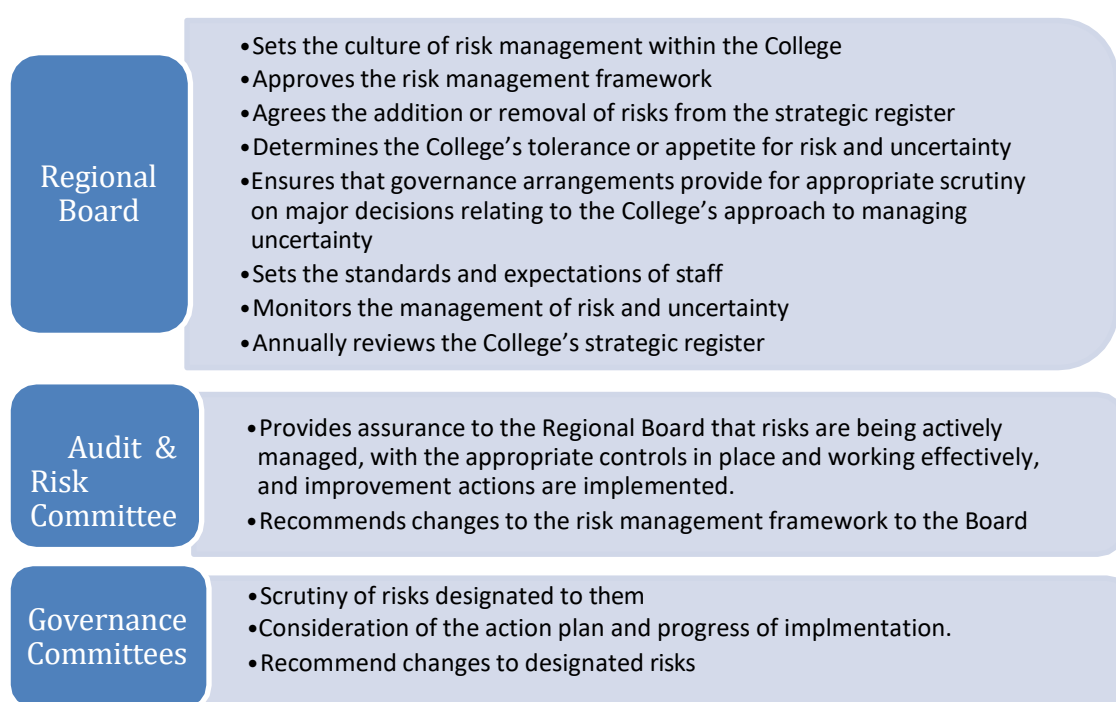 Regional
Board
•Sets the culture of risk management within the College
•Approves the risk management framework
•Agrees the addition or removal of risks from the strategic register
•Determines the College’s tolerance or appetite for risk and uncertainty
•Ensures that governance arrangements provide for appropriate scrutiny
on major decisions relating to the College’s approach to managing
uncertainty
•Sets the standards and expectations of staff
•Monitors the management of risk and uncertainty
•Annually reviews the College’s strategic register
Audit &
Risk
Committee
•Provides assurance to the Regional Board that risks are being actively
managed, with the appropriate controls in place and working effectively,
and improvement actions are implemented.
•Recommends changes to the risk management framework to the Board
Governance
Committees
•Scrutiny of risks designated to them
•Consideration of the action plan and progress of implmentation.
•Recommend changes to designated risks